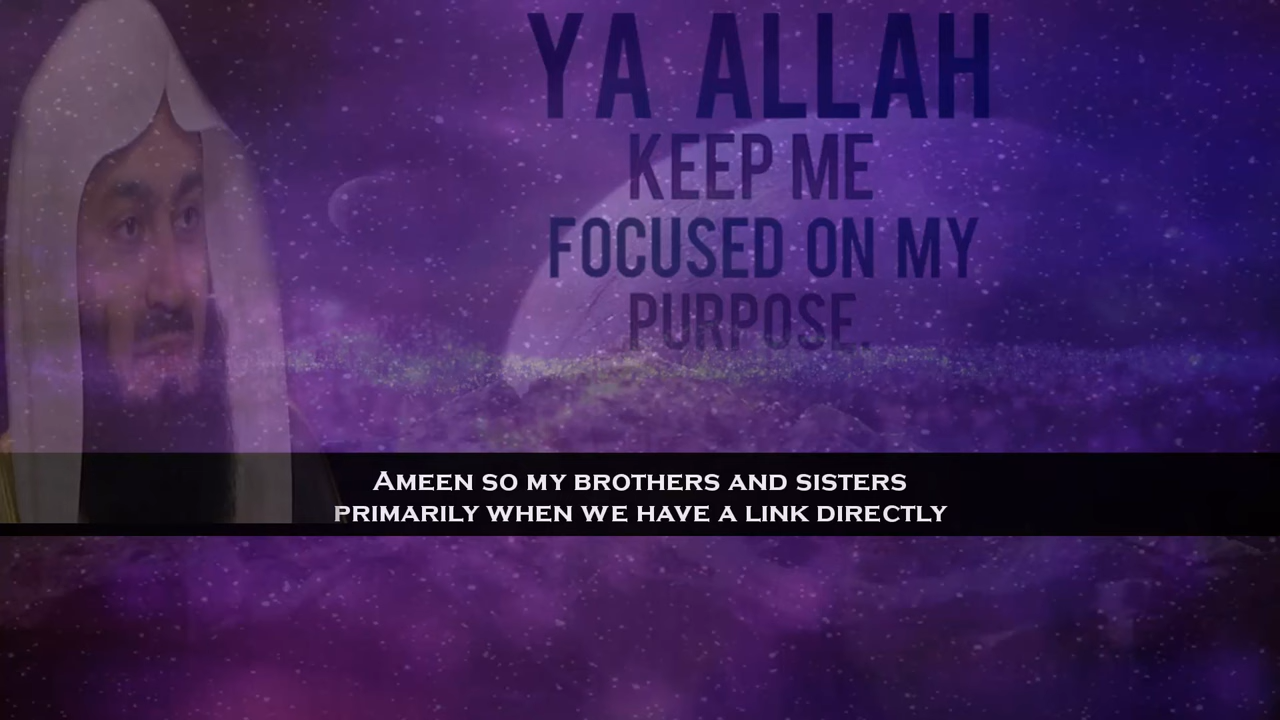 YA ALLAH
KEEP ME
FOCUSED ON MY
PURPOSE.
AMEEN SO MY BROTHERS AND SISTERS
PRIMARILY WHEN WE HAVE A LINK DIRECTLY